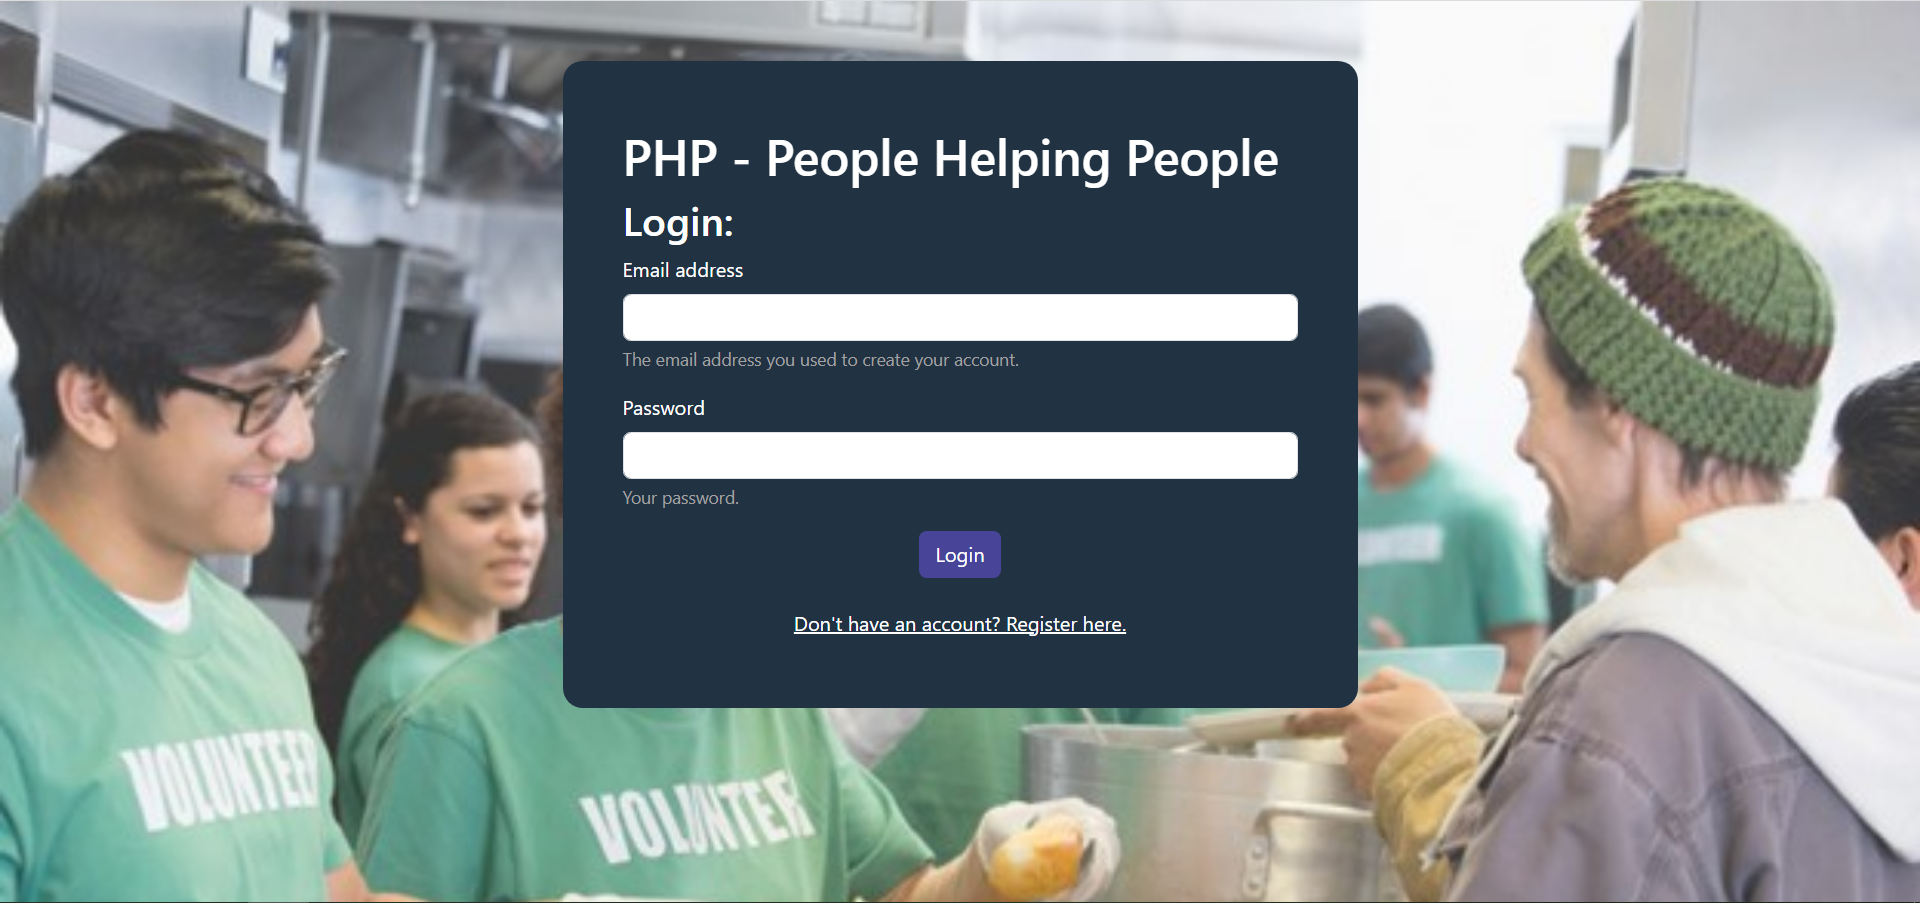 PHP - People Helping People
Login:
Email address
The email address you used to create your account.
Password
Your password.
Login
Don't have an account? Register here.
VOLUNTEER
VOLUNTEER